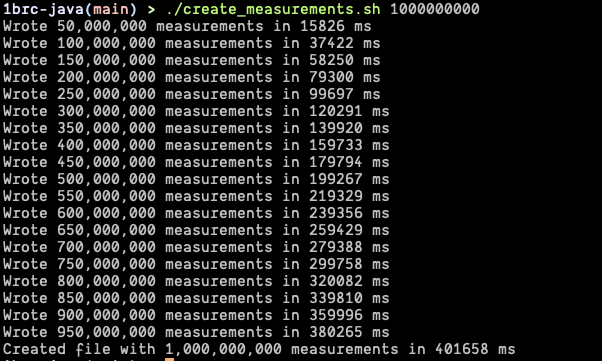 1brc-java(main) > ./create_measurements.sh 1000000000
Wrote 50,000,000 measurements in 15826 ms
Wrote 100,000,000 measurements in 37422 ms
Wrote 150,000,000 measurements in 58250 ms
Wrote 200,000,000 measurements in 79300 ms
Wrote 250,000,000 measurements in 99697 ms
Wrote 300,000,000 measurements in 120291 ms
Wrote 350,000,000 measurements in 139920 ms
Wrote 400,000,000 measurements in 159733 ms
Wrote 450,000,000 measurements in 179794 ms
Wrote 500,000,000 measurements in 199267 ms
Wrote 550,000,000 measurements in 219329 ms
Wrote 600,000,000 measurements in 239356 ms
Wrote 650,000,000 measurements in 259429 ms
Wrote 700,000,000 measurements in 279388 ms
Wrote 750,000,000 measurements in 299758 ms
Wrote 800,000,000 measurements in 320082 ms
Wrote 850,000,000 measurements in 339810 ms
Wrote 900,000,000 measurements in 359996 ms
Wrote 950,000,000 measurements in 380265 ms
Created file with 1,000,000,000 measurements in 401658 ms